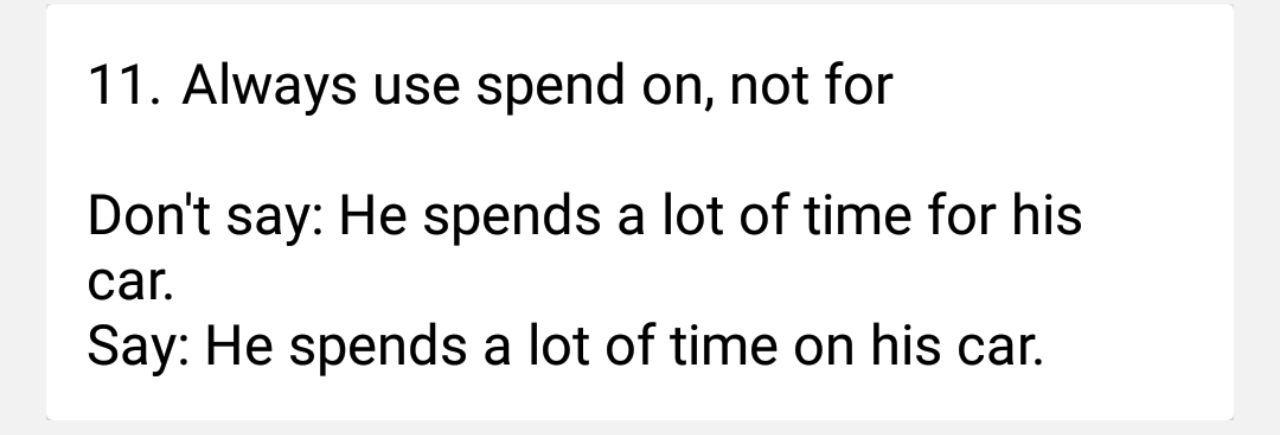 11. Always use spend on, not for
Don't say: He spends a lot of time for his
car.
Say: He spends a lot of time on his car.